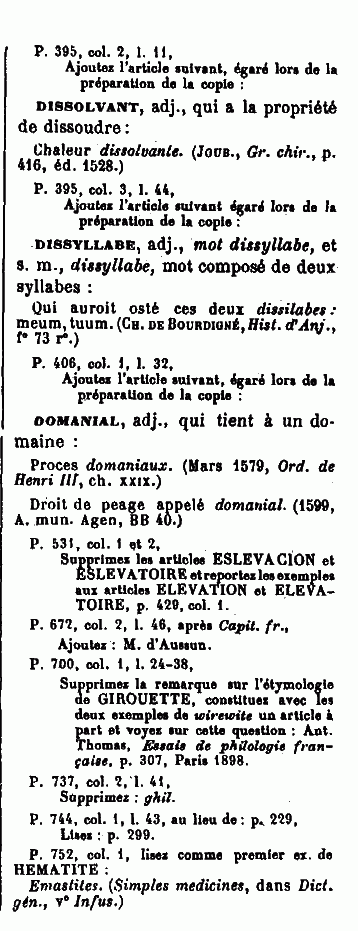 P. 395, col. 2, l. 11,
Ajoutez l'article suivant, égaré lors de la
préparation de la copie :
DISSOLVANT, adj., qui a la propriété
de dissoudre :
Chaleur dissolvante. (JOUB., Gr. chir., p.
416, éd. 1528.)
P. 395, col. 3, l. 44,
Ajoutez l'article suivant égaré lors de la
préparation de la copie :
DISSYLLABE, adj., mot dissyllabe, et
s. m., dissyllabe, mot composé de deux
syllabes :
Qui auroit osté ces deux dissilabes :
meum, tuum. (CH. DE BOURDIGNÉ, Hist. d'Anj.,
f° 73 r°.)
P. 406, col. 1, l. 32,
Ajoutez l'article suivant, égaré lors de la
préparation de la copie :
DOMANIAL, adj., qui tient à un do-
maine :
Proces domaniaux. (Mars 1579, Ord. de
Henri III, ch. XXIX.)
Droit de peage appelé domanial. (1599,
A. mun. Agen, BB 40.)
P. 531, col. 1 et 2,
Supprimez les articles ESLEVACION et
ESLEVATOIRE et reportez les exemples
aux articles ELEVATION et ELEVA-
TOIRE, p. 429, col. 1.
P. 672, col. 2, l. 46, après Capit. fr.,
Ajoutez : M. d'Aussun.
P. 700, col. 1, l. 24-38,
Supprimez la remarque sur l'étymologie
de GIROUETTE, constituez avec les
deux exemples de wirewite un article à
part et voyez sur cette question : Ant.
Thomas, Essais de philologie fran-
çaise, p. 307, Paris 1898.
P. 737, col. 2, l. 41,
Supprimez : ghil.
P. 744, col. 1, l. 43, au lieu de : p. 229,
Lisez : p. 299.
P. 752, col. 1, lisez comme premier ex. de
HEMATITE :
Emastites. (Simples medicines, dans Dict.
gén., v° Infus.)